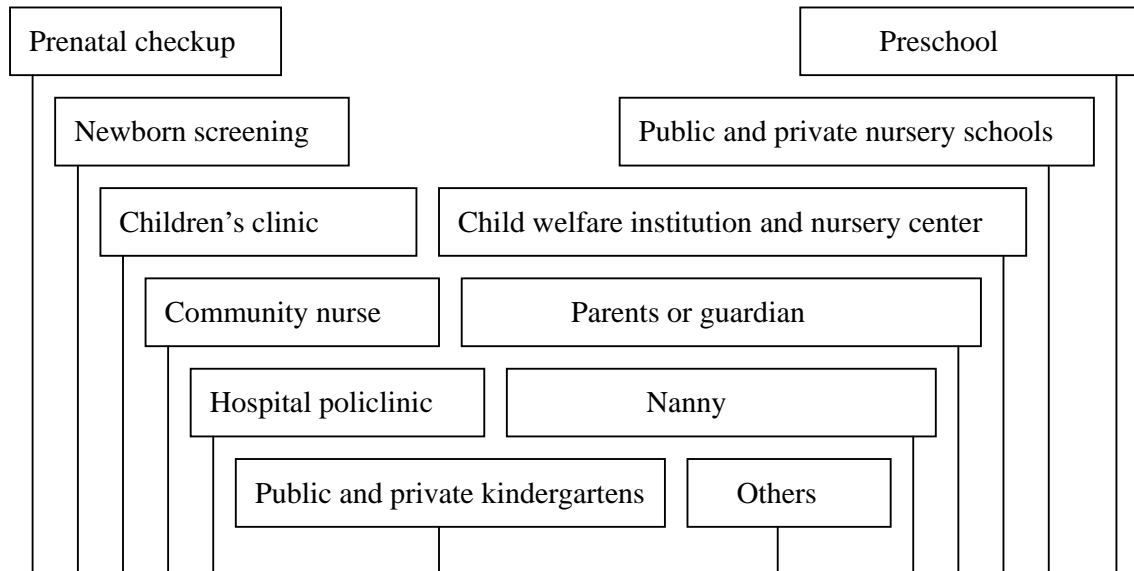 Prenatal checkup
Preschool
Newborn screening
Public and private nursery schools
Children’s clinic
Child welfare institution and nursery center
Community nurse
Parents or guardian
Hospital policlinic
Nanny
Public and private kindergartens
Others